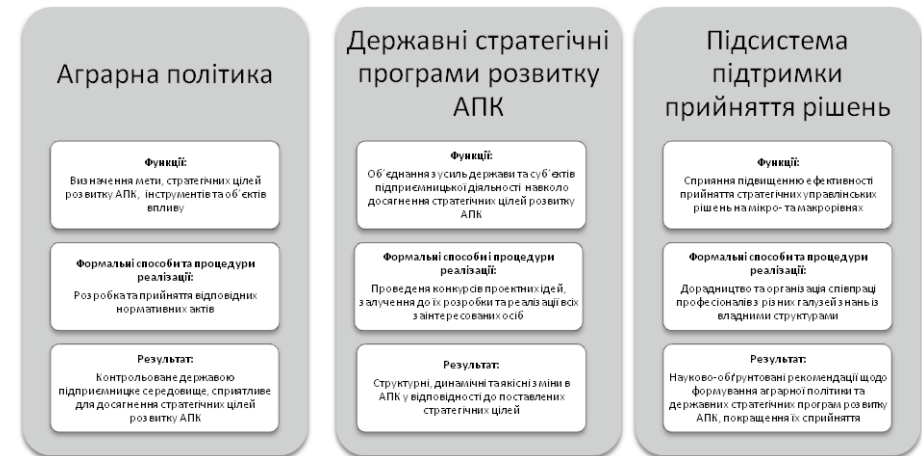 Аграрна політика
Функції:
Визначення мети, стратегічних цілей
розвитку АПК, інструментів та об´єктів
впливу
Формальні способи та процедури
реалізації:
Розробка та прийняття відповідних
нормативних актів
Результат:
Контрольоване державою
підприємницке середовище, сприятливе
для досягнення стратегічних цілей
розвитку АПК
Державні стратегічні
програми розвитку
АПК
Функції:
Об´єднання зусиль держави та суб´єктів
підприємницької діяльності навколо
досягнення стратегічних цілей розвитку
АПК
Формальні способи і процедури
реалізації:
Проведеня конкурсів проектних ідей,
залучення до їх розробки та реалізації всіх
заінтересованих осіб
Результат:
Структурні, динамічні та якісні зміни в
АПК у відповідності до поставлених
стратегічних цілей
Підсистема
підтримки
прийняття рішень
Функції:
Сприяння підвищенню ефективності
прийняття стратегічних управлінських
рішень на мікро- та макрорівнях
Формальні способи та процедури
реалізації:
Дорадництво та організація співпраці
професіоналів з різних галузей знань із
владними структурами
Результат:
Науково-обґрунтовані рекомендації щодо
формування аграрної політики та
державних стратегічних програм розвитку
АПК, покращення їх сприйняття